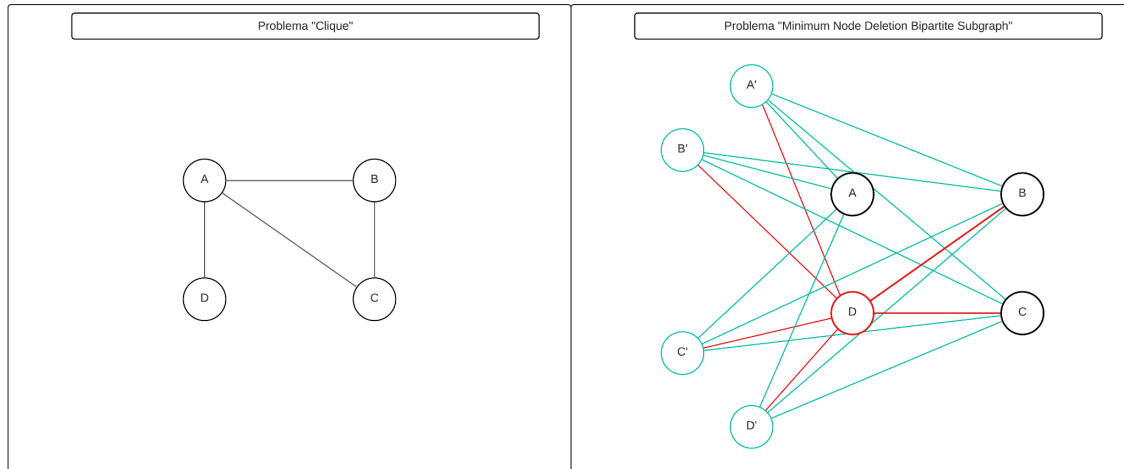 Problema "Clique"
A
B
D
C
Problema "Minimum Node Deletion Bipartite Subgraph"
A'
B'
A
B
D
C
C'
D'